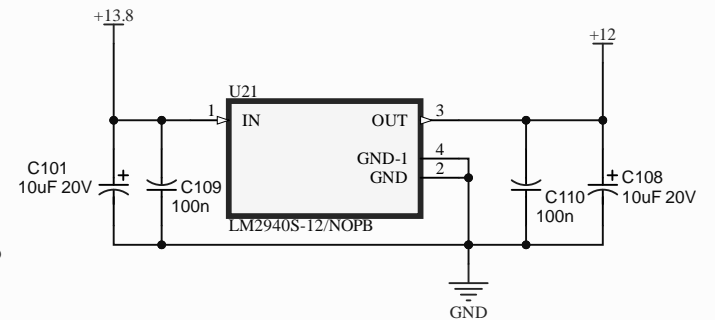 +13.8
+12
U21
1
IN
OUT
3
GND-1
4
GND
2
LM2940S-12/NOPB
C101
+
10uF 20V
C109
100n
C110
100n
+
C108
10uF 20V
GND